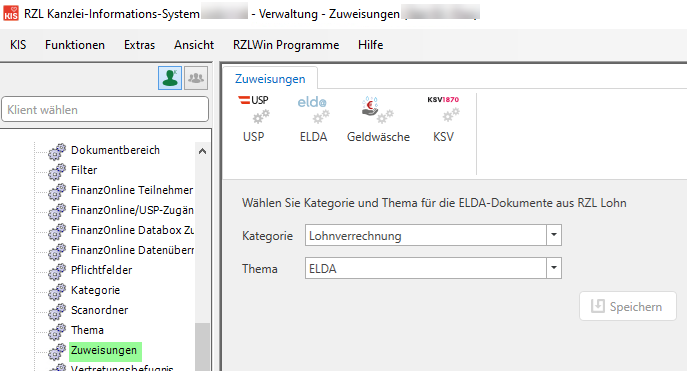 KIS RZL Kanzlei-Informations-System - Verwaltung - Zuweisungen
KIS Funktionen Extras Ansicht RZLWin Programme Hilfe
Klient wählen
Dokumentbereich
Filter
FinanzOnline Teilnehmer
FinanzOnline/USP-Zugän
FinanzOnline Databox Zu
FinanzOnline Datenüberr
Pflichtfelder
Kategorie
Scanordner
Thema
Zuweisungen
Vertretungsbefugnis
Zuweisungen
USP elda KSV1870
USP ELDA Geldwäsche KSV
Wählen Sie Kategorie und Thema für die ELDA-Dokumente aus RZL Lohn
Kategorie Lohnverrechnung
Thema ELDA
Speichern